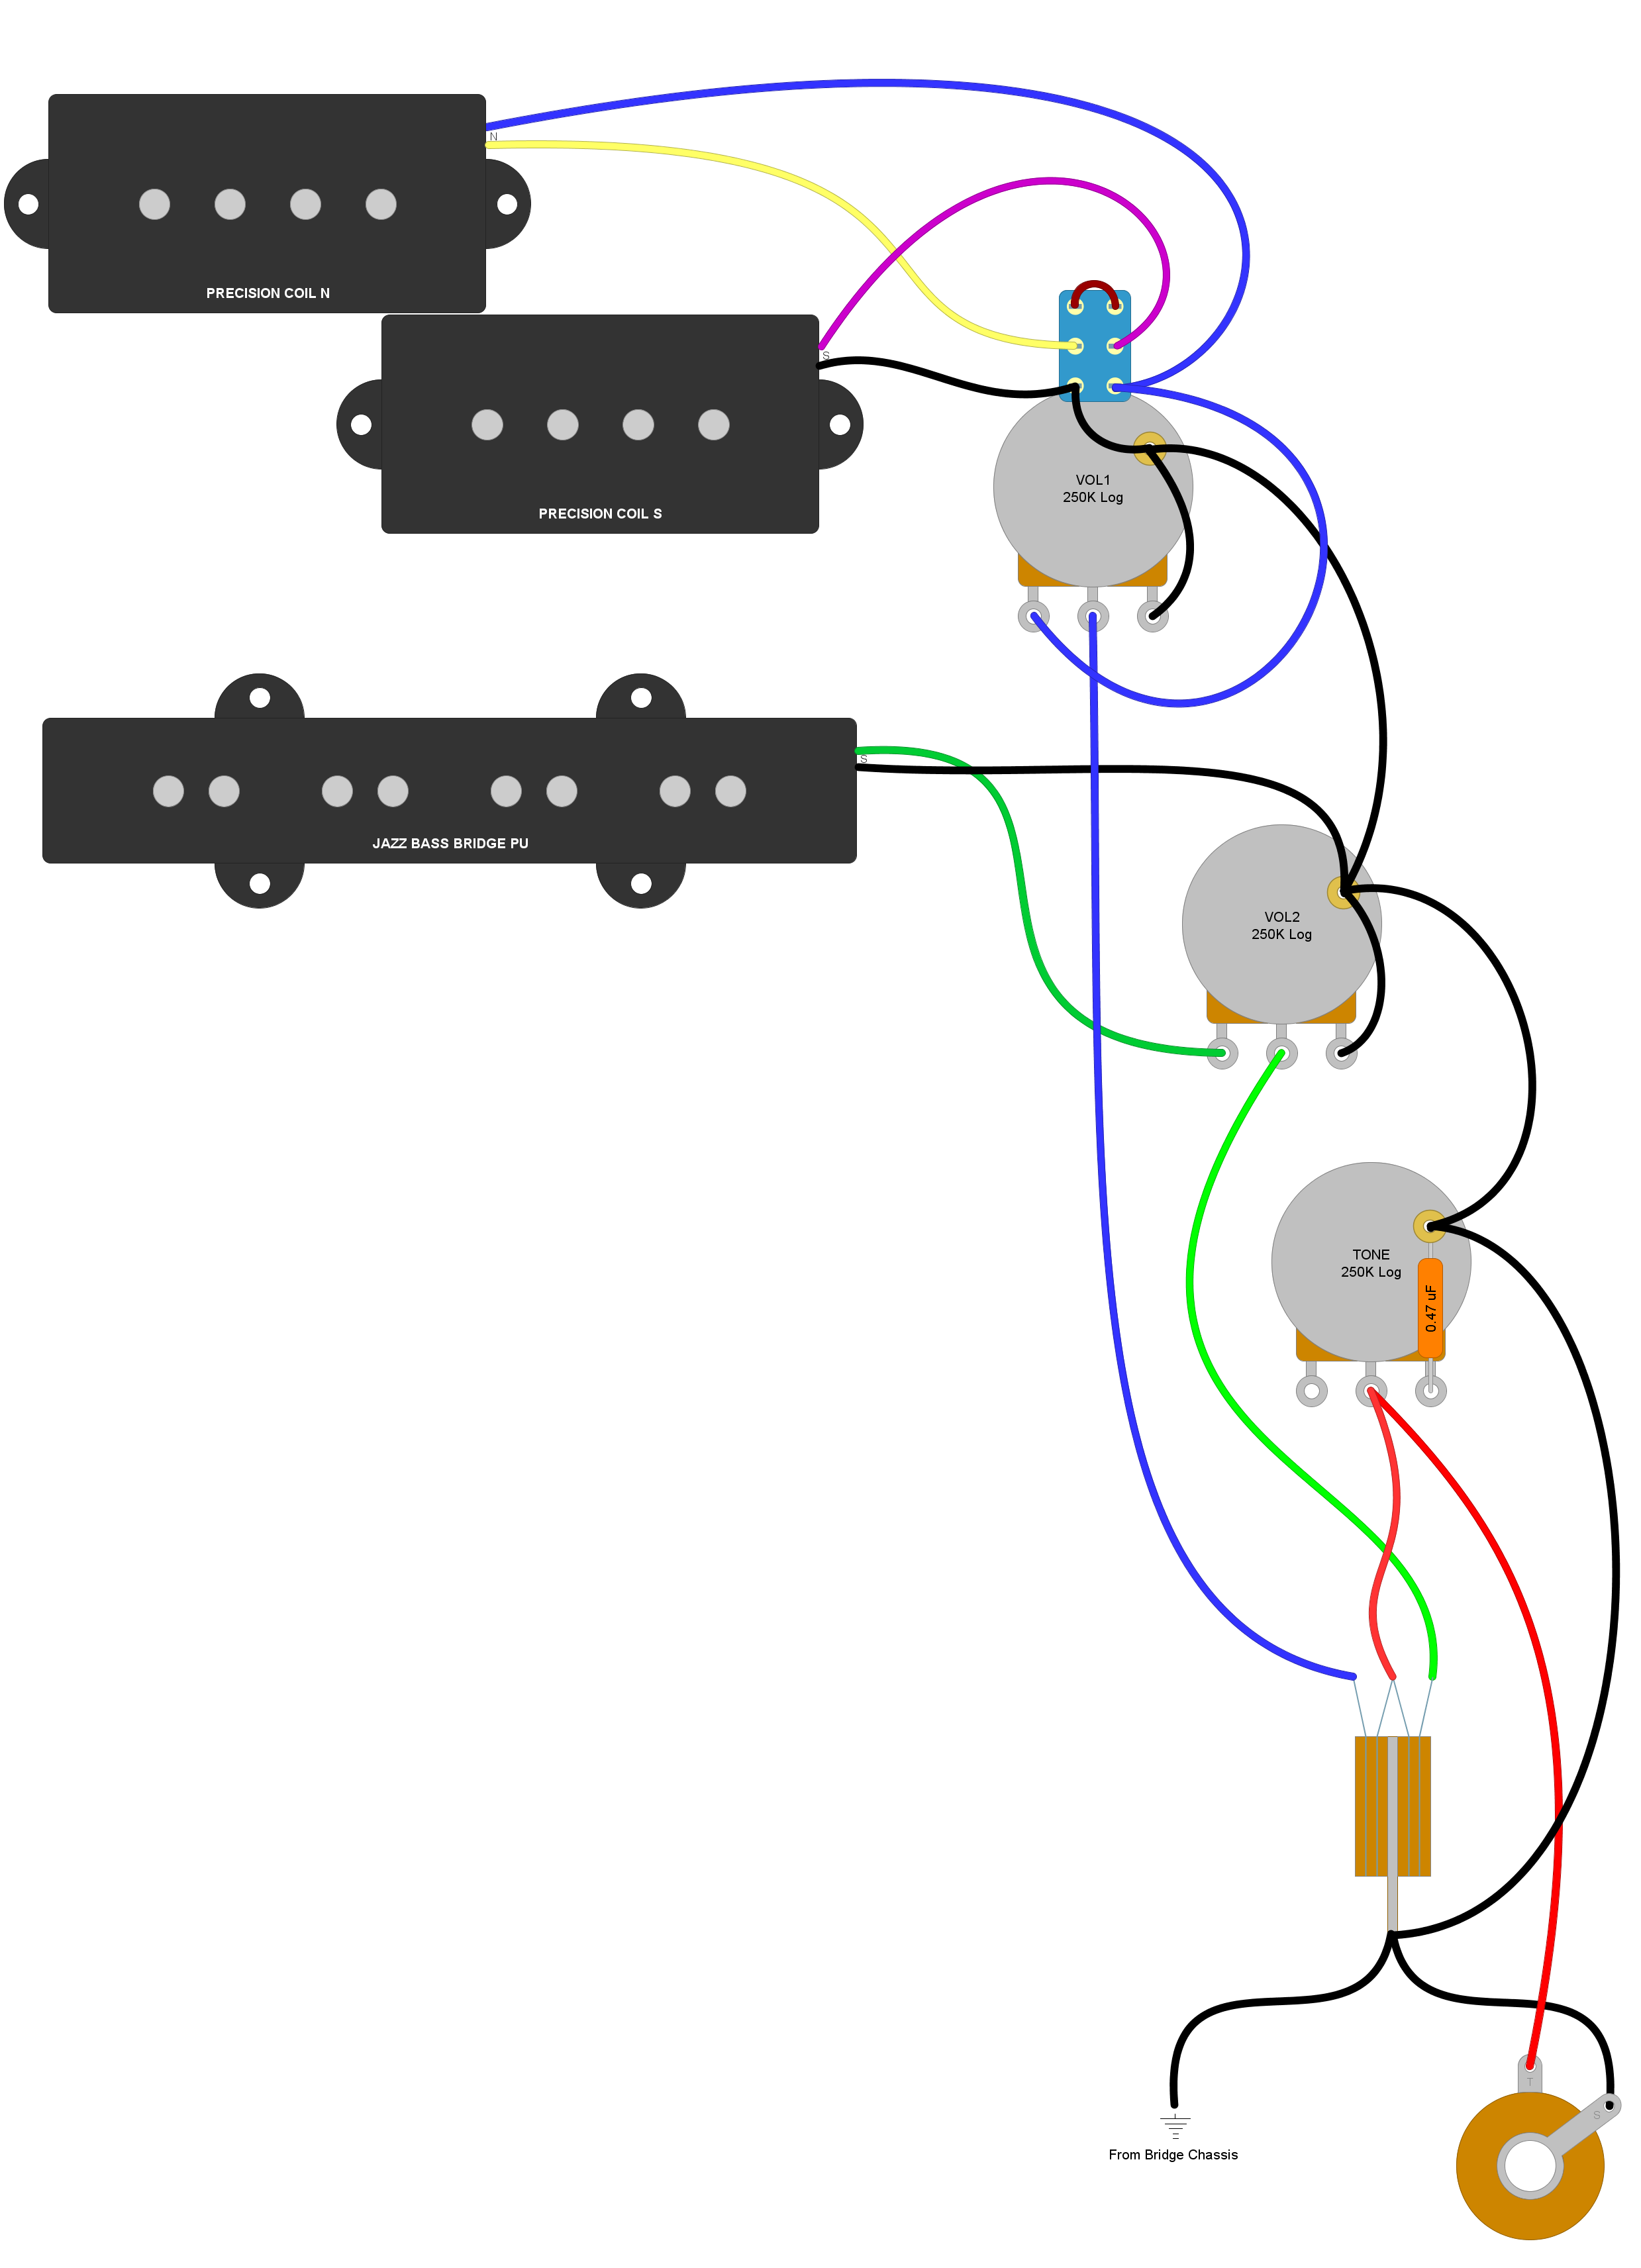 N
PRECISION COIL N
S
PRECISION COIL S
VOL1
250K Log
S
JAZZ BASS BRIDGE PU
VOL2
250K Log
TONE
250K Log
0.47 uF
T
S
From Bridge Chassis